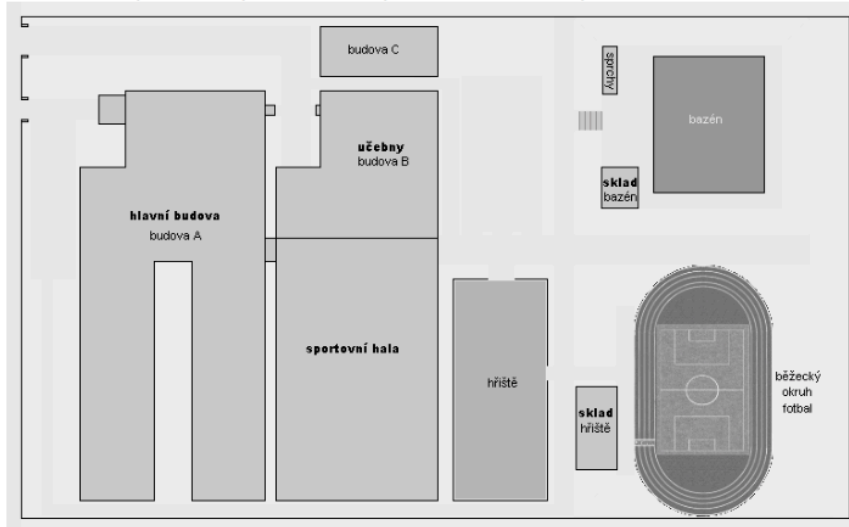 budova C
sprchy
bazén
učebny
budova B
sklad
bazén
hlavní budova
budova A
sportovní hala
hřiště
běžecký
okruh
fotbal
sklad
hřiště